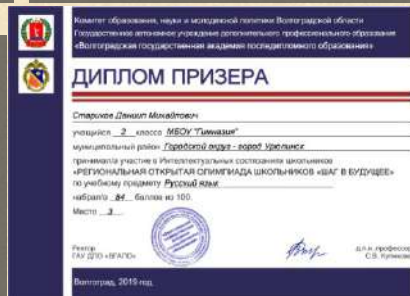 Комитет образования, науки и молодежной политики Волгоградской области
Государственное автономное учреждение дополнительного профессионального образования
«Волгоградская государственная академия последипломного образования»
ДИПЛОМ ПРИЗЕРА
Стариков Даниил Михайлович
учащийся 2 класса МБОУ "Гимназия"
муниципальный район Городской округ - город Урюпинск
принимал/а участие в Интеллектуальных состязаниях школьников
«РЕГИОНАЛЬНАЯ ОТКРЫТАЯ ОЛИМПИАДА ШКОЛЬНИКОВ «ШАГ В БУДУЩЕЕ»
по учебному предмету Русский язык
набрал/а 84 баллов из 100.
Место 3
Ректор
ГАУ ДПО «ВГАПО»
д.п.н. профессор
С.В. Куликова
Волгоград, 2019 год